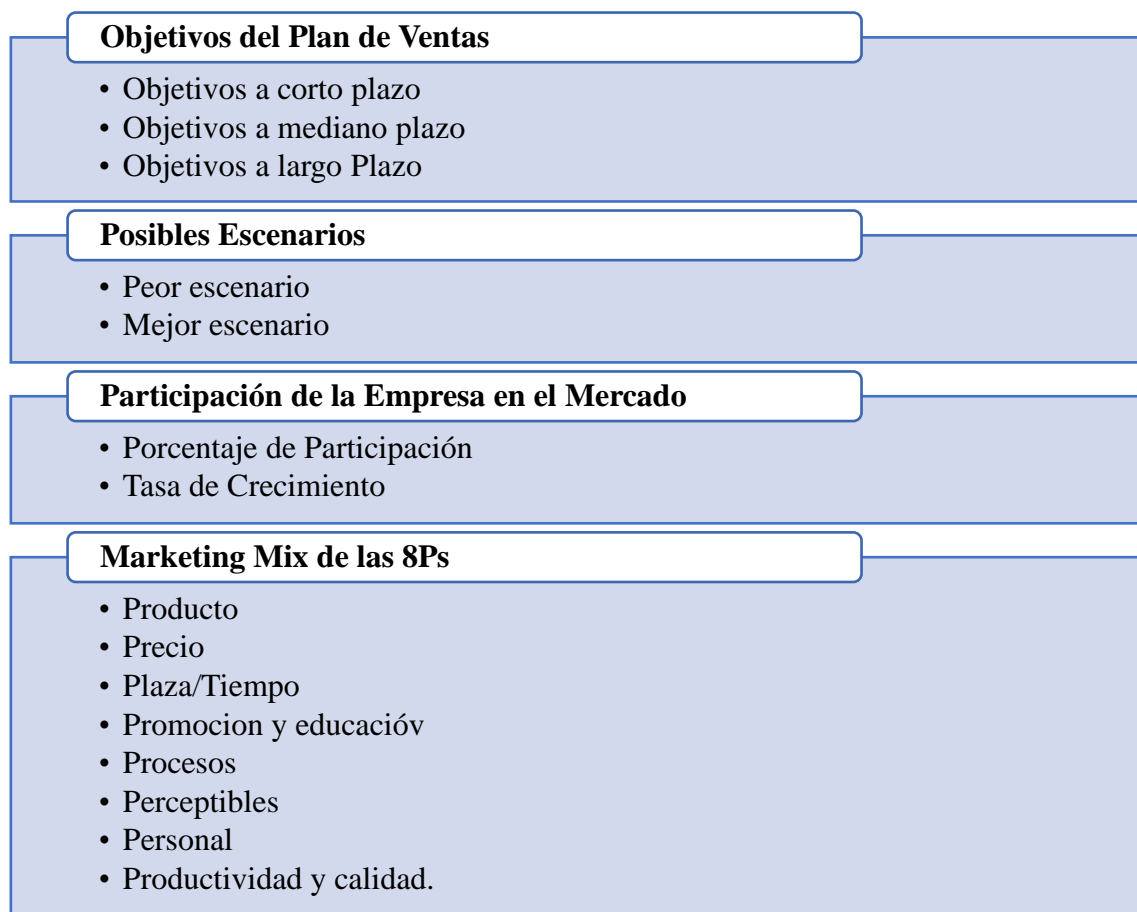 Objetivos del Plan de Ventas
• Objetivos a corto plazo
• Objetivos a mediano plazo
• Objetivos a largo Plazo
Posibles Escenarios
• Peor escenario
• Mejor escenario
Participación de la Empresa en el Mercado
• Porcentaje de Participación
• Tasa de Crecimiento
Marketing Mix de las 8Ps
• Producto
• Precio
• Plaza/Tiempo
• Promocion y educacióv
• Procesos
• Perceptibles
• Personal
• Productividad y calidad.